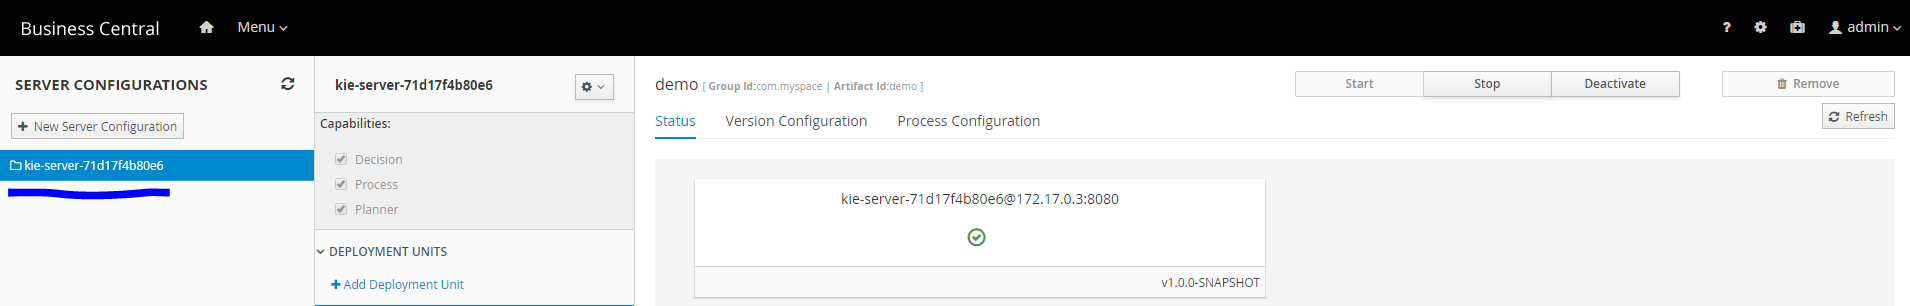 Business Central
Menu
? admin
SERVER CONFIGURATIONS
+ New Server Configuration
kie-server-71d17f4b80e6
kie-server-71d17f4b80e6
Capabilities:
Decision
Process
Planner
DEPLOYMENT UNITS
+ Add Deployment Unit
demo [ Group Id:com.myspace | Artifact Id:demo ]
Start Stop Deactivate Remove
Refresh
Status Version Configuration Process Configuration
kie-server-71d17f4b80e6@172.17.0.3:8080
v1.0.0-SNAPSHOT